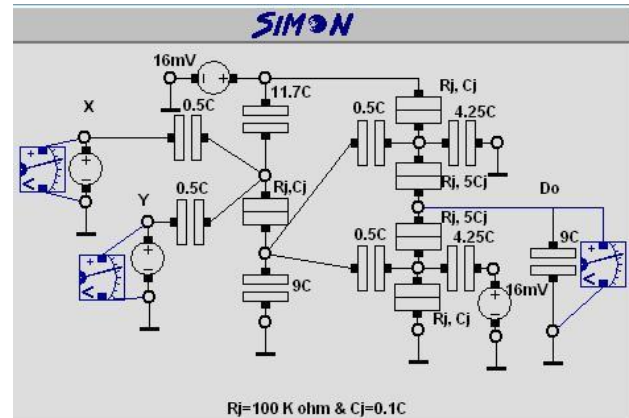 SIMON
16mV
X
0.5C
11.7C
Rj, Cj
0.5C
4.25C
Rj,Cj
Rj, 5Cj
Y
0.5C
Do
Rj, 5Cj
0.5C
4.25C
9C
9C
16mV
Rj, Cj
Rj=100 K ohm & Cj=0.1C